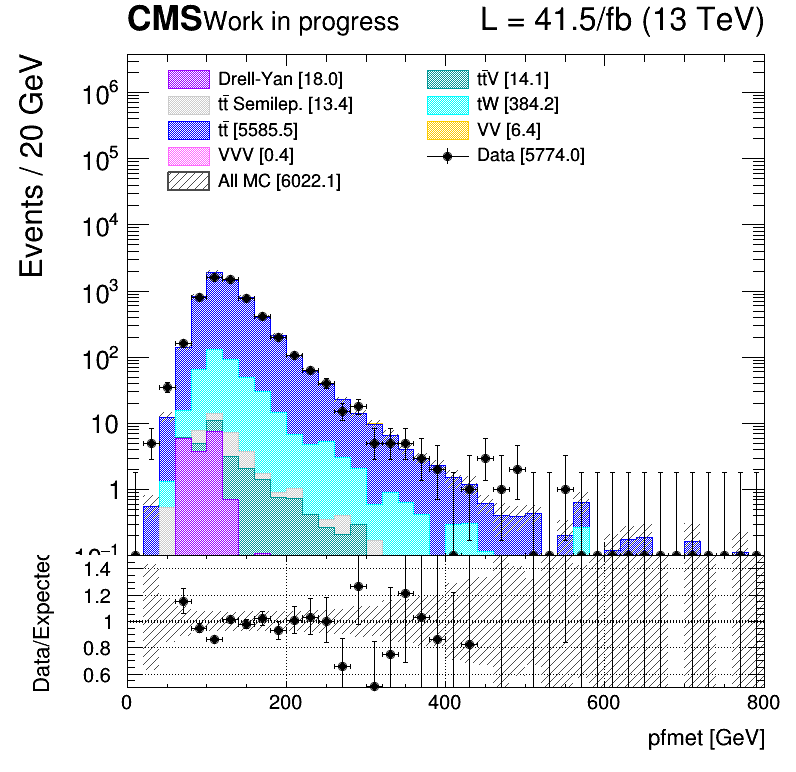 CMS Work in progress L = 41.5/fb (13 TeV)
Events / 20 GeV
Drell-Yan [18.0]
tt̄ Semilep. [13.4]
tt̄ [5585.5]
VVV [0.4]
All MC [6022.1]
tt̄V [14.1]
tW [384.2]
VV [6.4]
Data [5774.0]
10⁶
10⁵
10⁴
10³
10²
10
1
10⁻¹
Data/Expected
1.4
1.2
1
0.8
0.6
0 200 400 600 800
pfmet [GeV]